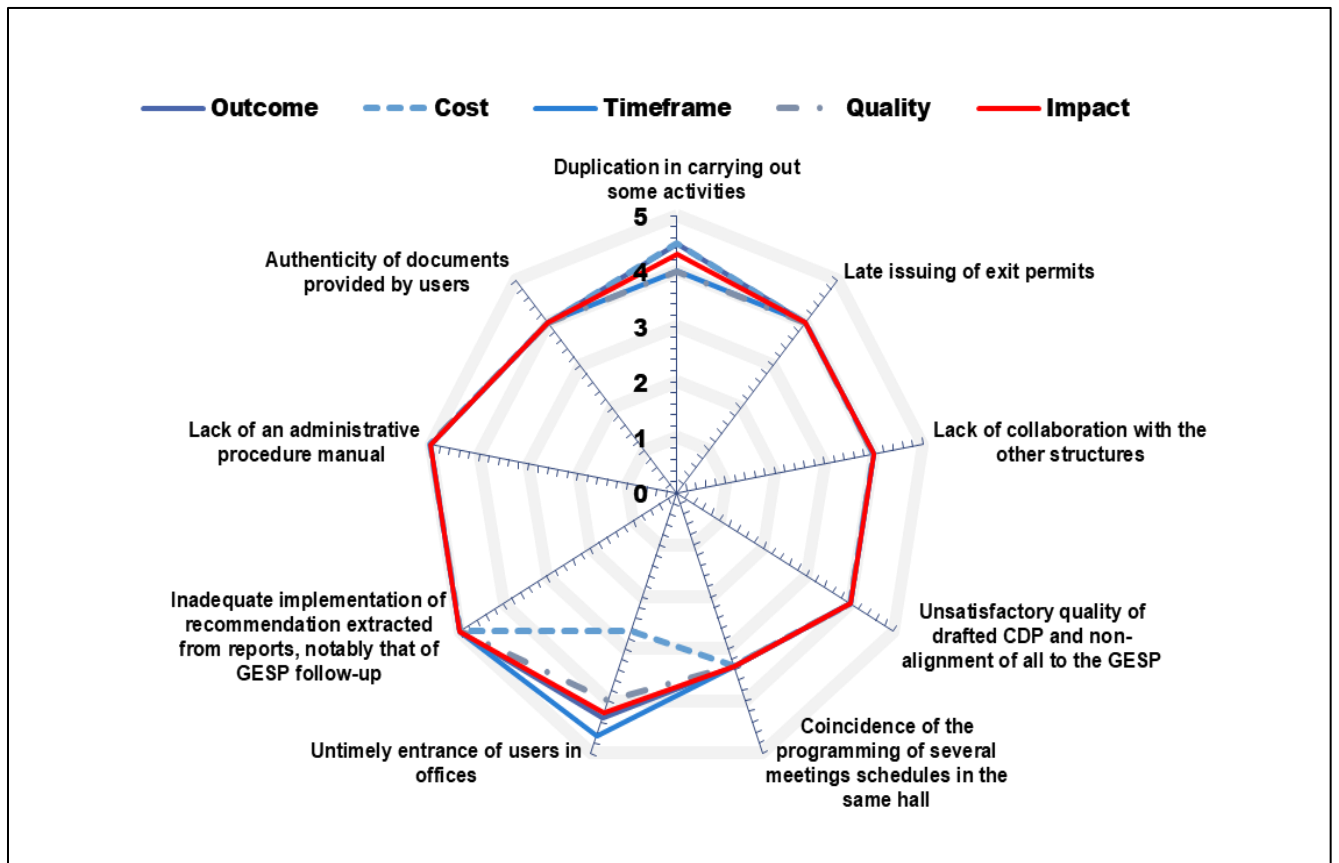 Outcome
Cost
Timeframe
Quality
Impact
Duplication in carrying out
some activities
Late issuing of exit permits
Lack of collaboration with the
other structures
Unsatisfactory quality of
drafted CDP and non-
alignment of all to the GESP
Coincidence of the
programming of several
meetings schedules in the
same hall
Untimely entrance of users in
offices
Inadequate implementation of
recommendation extracted
from reports, notably that of
GESP follow-up
Lack of an administrative
procedure manual
Authenticity of documents
provided by users
5
4
3
2
1
0